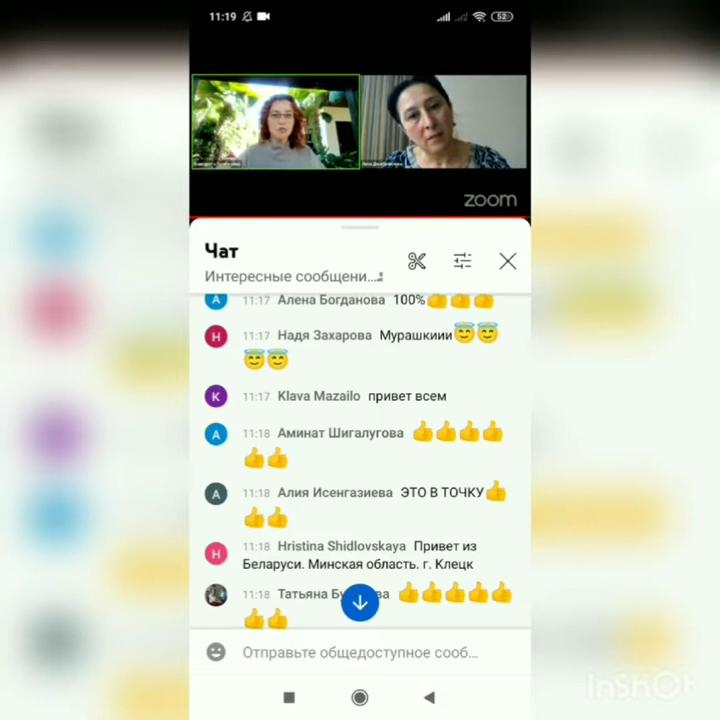 11:19
52
zoom
Чат
Интересные сообщени...
11:17 Алена Богданова 100%👍👍👍
11:17 Надя Захарова Мурашкиии😇😇
😇😇
11:17 Klava Mazailo привет всем
11:18 Аминат Шигалугова 👍👍👍👍
👍👍
11:18 Алия Исенгазиева ЭТО В ТОЧКУ👍
👍👍
11:18 Hristina Shidlovskaya Привет из
Беларуси. Минская область. г. Клецк
11:18 Татьяна 👍👍👍👍👍
👍👍
Отправьте общедоступное сооб...
InShOt